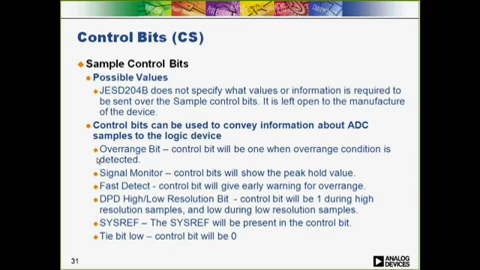 Control Bits (CS)
Sample Control Bits
Possible Values
JESD204B does not specify what values or information is required to
be sent over the Sample control bits. It is left open to the manufacture
of the device.
Control bits can be used to convey information about ADC
samples to the logic device
Overrange Bit – control bit will be one when overrange condition is
detected.
Signal Monitor – control bits will show the peak hold value.
Fast Detect - control bit will give early warning for overrange.
DPD High/Low Resolution Bit - control bit will be 1 during high
resolution samples, and low during low resolution samples.
SYSREF – The SYSREF will be present in the control bit.
Tie bit low – control bit will be 0
31
ANALOG
DEVICES